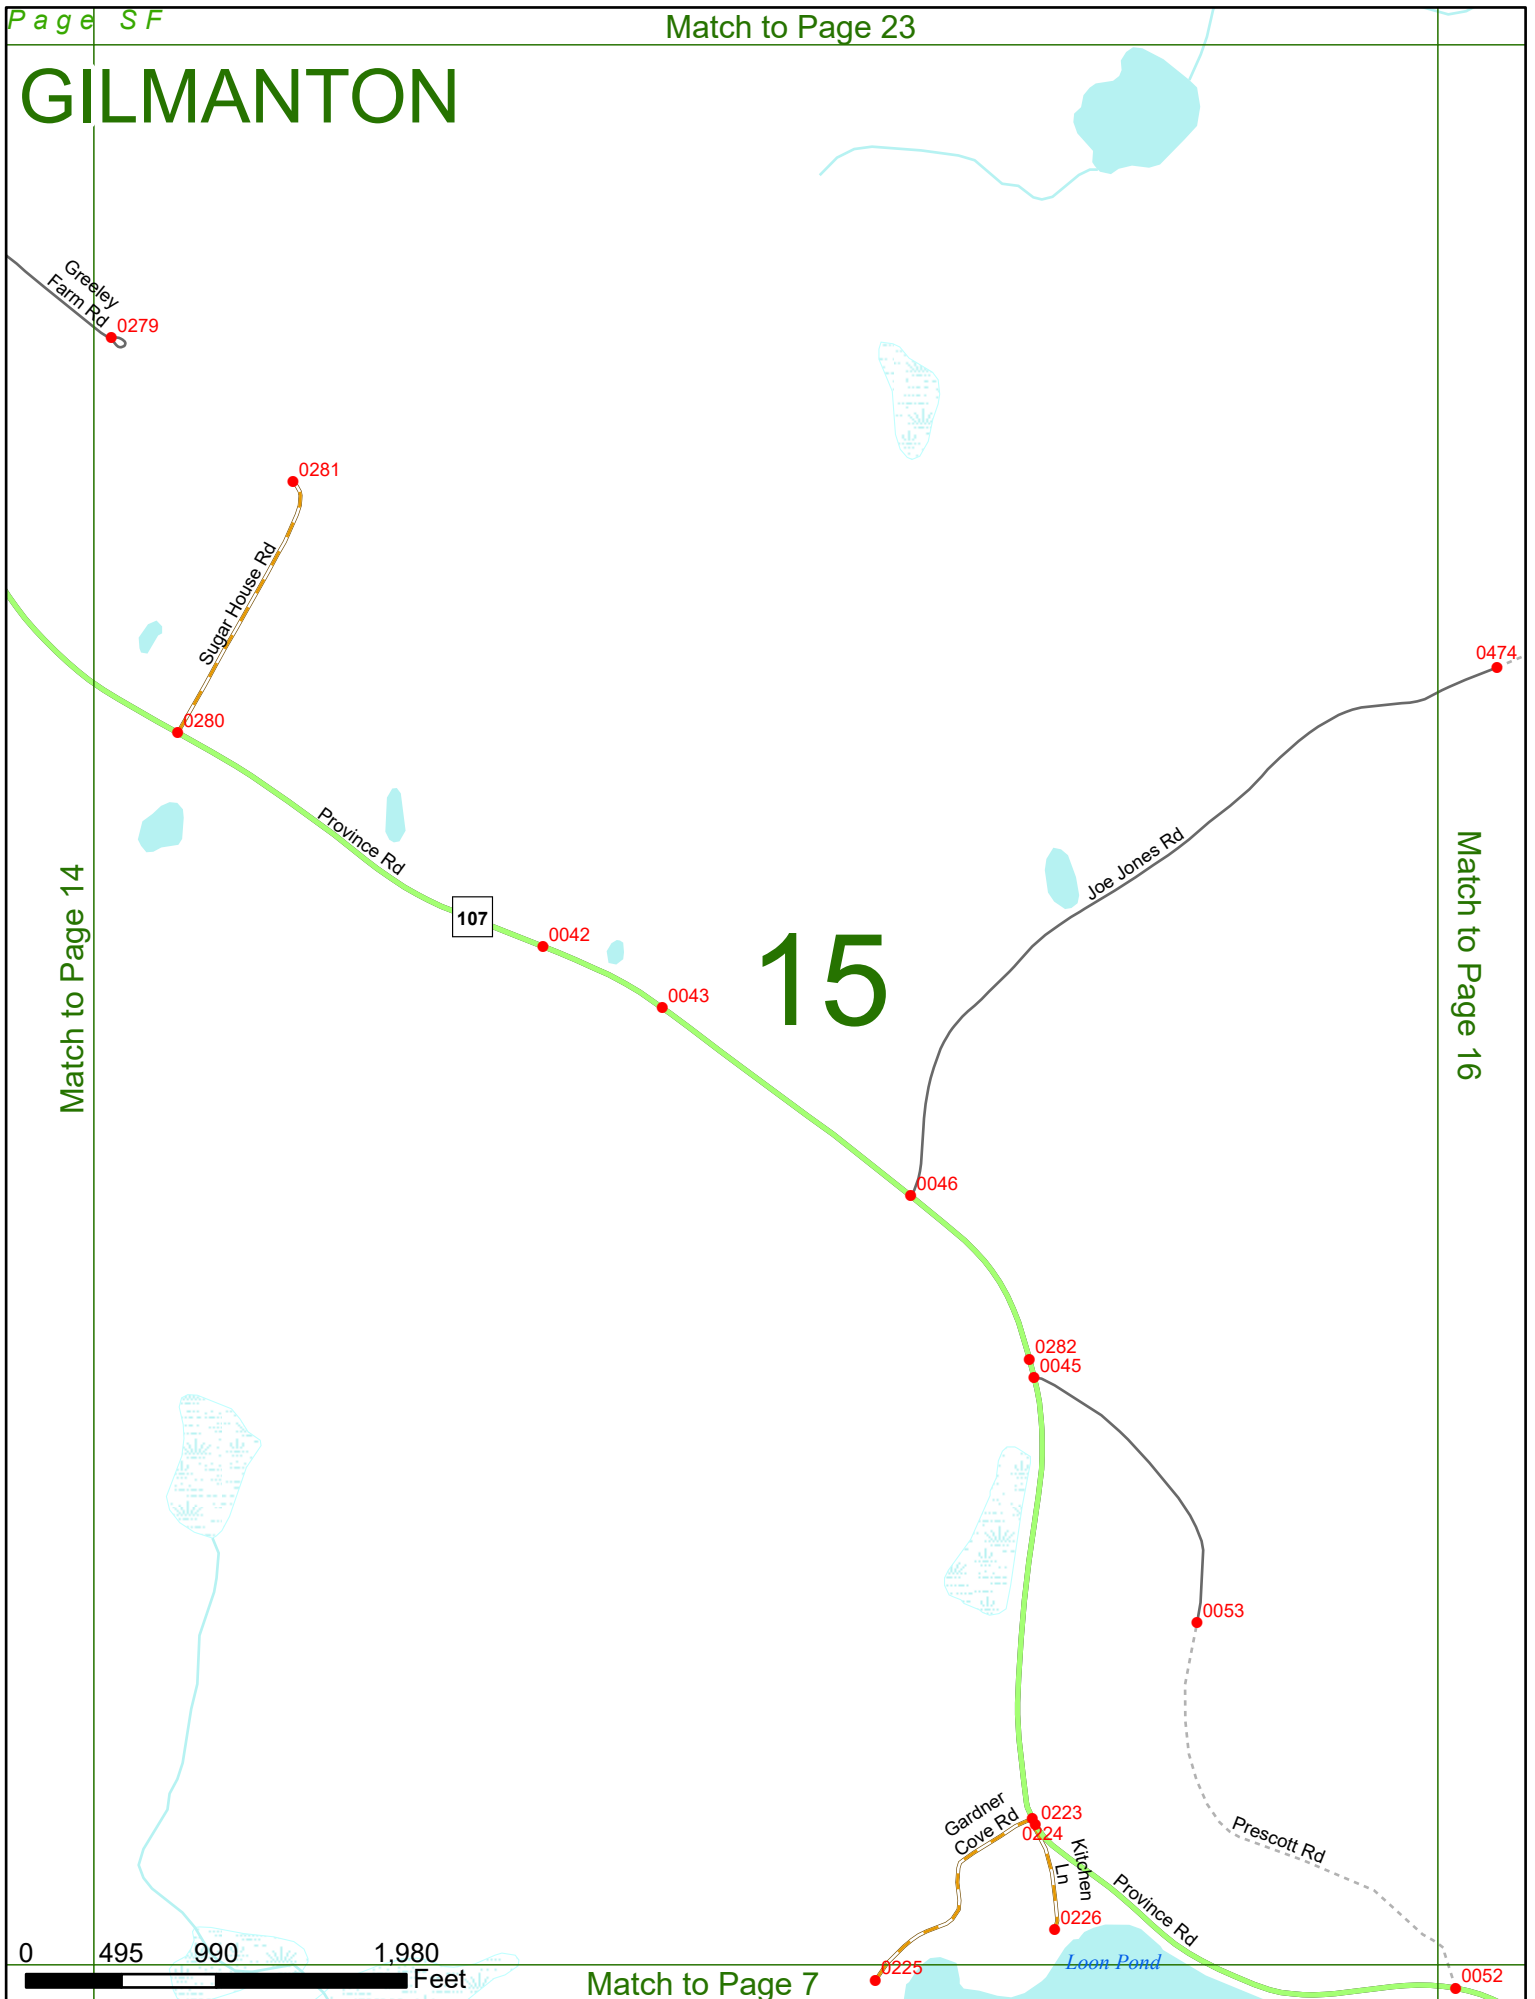 Page SF
Match to Page 23
GILMANTON
Greeley
Farm Rd
0279
0281
Sugar House Rd
0474
0280
Province Rd
Joe Jones Rd
Match to Page 14
Match to Page 16
107
0042
15
0043
0046
0282
0045
0053
Gardner
Cove Rd
0223
0224
Kitchen
Ln
Prescott Rd
Province Rd
0226
0 495 990 1,980
Feet
Loon Pond
0225
Match to Page 7
0052